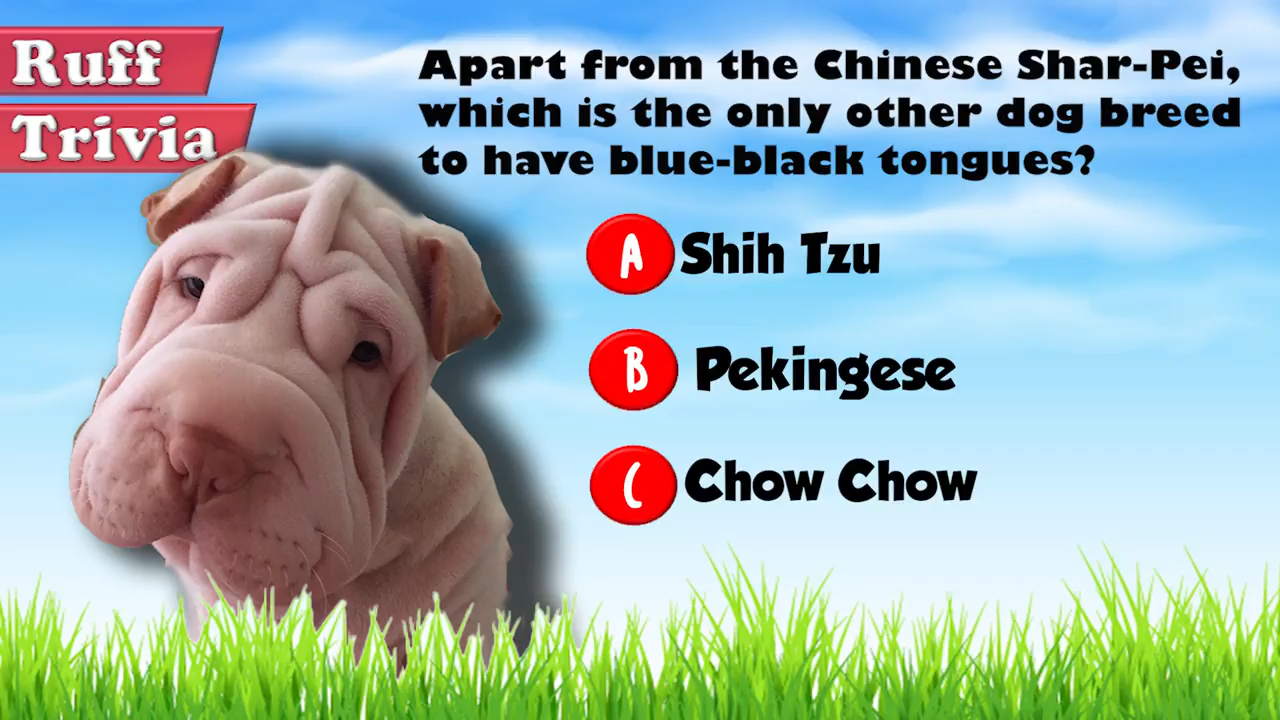 Ruff
Trivia
Apart from the Chinese Shar-Pei,
which is the only other dog breed
to have blue-black tongues?
A Shih Tzu
B Pekingese
C Chow Chow